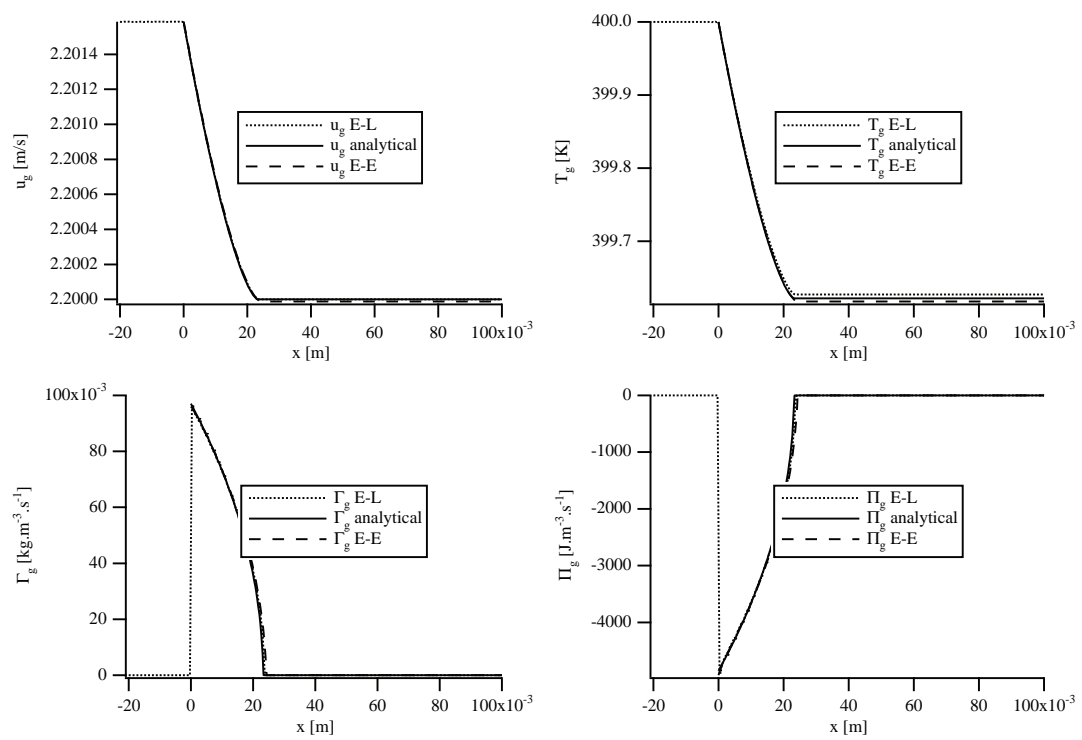 2.2014
2.2012
2.2010
2.2008
2.2006
2.2004
2.2002
2.2000
u_g [m/s]
u_g E-L
u_g analytical
u_g E-E
-20 0 20 40 60 80 100x10⁻³
x [m]
400.0
399.9
399.8
399.7
T_g [K]
T_g E-L
T_g analytical
T_g E-E
-20 0 20 40 60 80 100x10⁻³
x [m]
100x10⁻³
80
60
40
20
0
Γ_g [kg.m⁻³.s⁻¹]
Γ_g E-L
Γ_g analytical
Γ_g E-E
-20 0 20 40 60 80 100x10⁻³
x [m]
0
-1000
-2000
-3000
-4000
Π_g [J.m⁻³.s⁻¹]
Π_g E-L
Π_g analytical
Π_g E-E
-20 0 20 40 60 80 100x10⁻³
x [m]